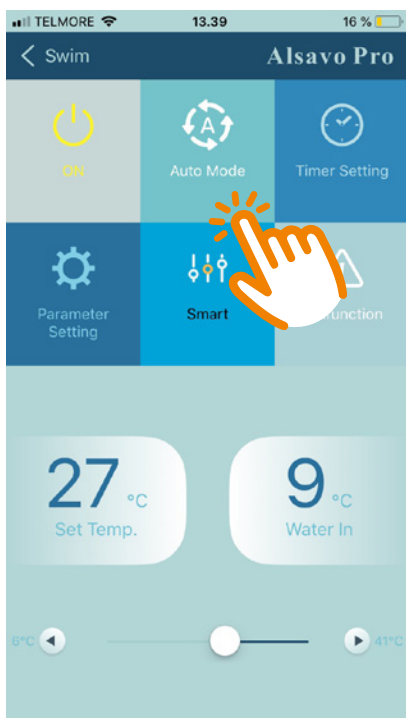 TELMORE 13.39 16 %
Swim Alsavo Pro
ON Auto Mode Timer Setting
A
Parameter Setting
Smart
unction
27 °C
Set Temp.
9 °C
Water In
6°C 41°C